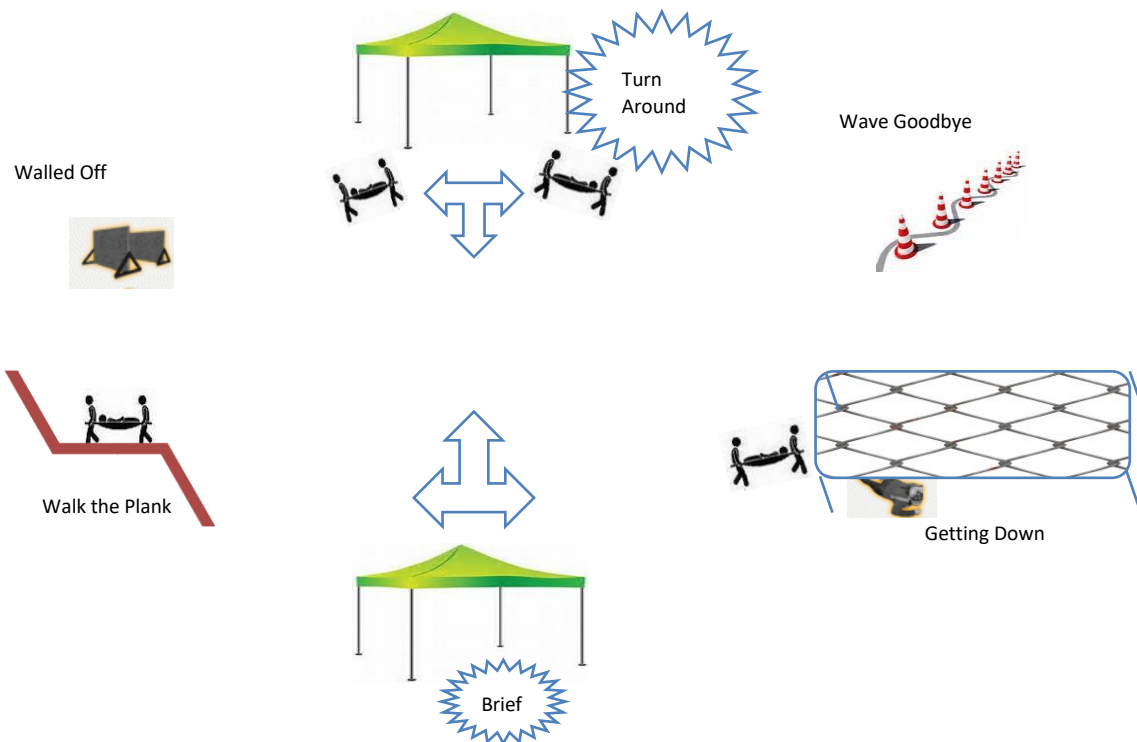 Turn
Around
Wave Goodbye
Walled Off
Walk the Plank
Getting Down
Brief